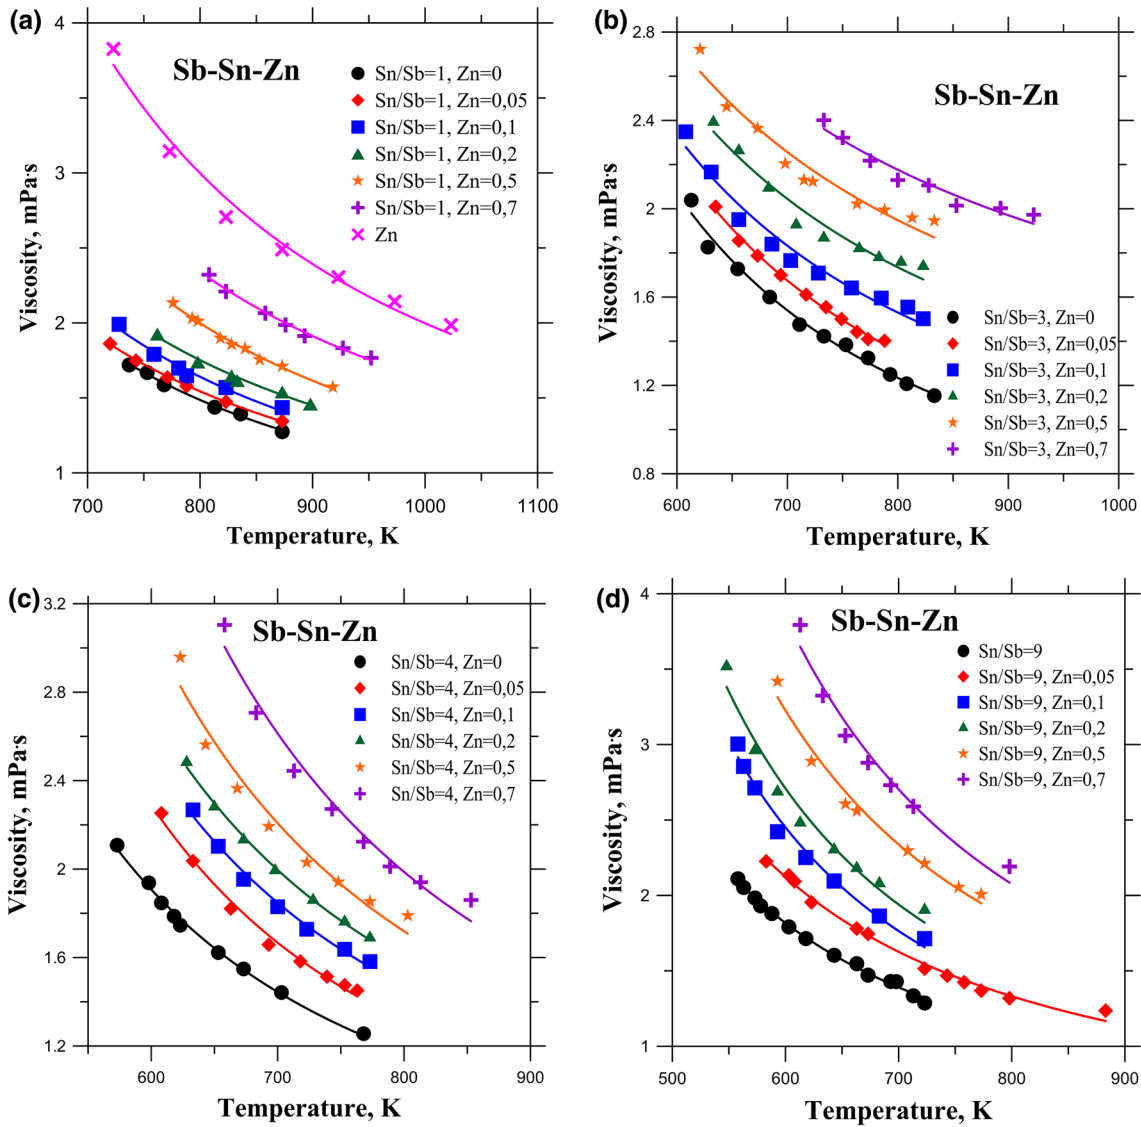 (a)
Sb-Sn-Zn
Sn/Sb=1, Zn=0
Sn/Sb=1, Zn=0,05
Sn/Sb=1, Zn=0,1
Sn/Sb=1, Zn=0,2
Sn/Sb=1, Zn=0,5
Sn/Sb=1, Zn=0,7
Zn
4
3
2
1
Viscosity, mPa·s
700 800 900 1000 1100
Temperature, K
(b)
Sb-Sn-Zn
2.8
2.4
2
1.6
1.2
0.8
Viscosity, mPa·s
Sn/Sb=3, Zn=0
Sn/Sb=3, Zn=0,05
Sn/Sb=3, Zn=0,1
Sn/Sb=3, Zn=0,2
Sn/Sb=3, Zn=0,5
Sn/Sb=3, Zn=0,7
600 700 800 900 1000
Temperature, K
(c)
Sb-Sn-Zn
Sn/Sb=4, Zn=0
Sn/Sb=4, Zn=0,05
Sn/Sb=4, Zn=0,1
Sn/Sb=4, Zn=0,2
Sn/Sb=4, Zn=0,5
Sn/Sb=4, Zn=0,7
3.2
2.8
2.4
2
1.6
1.2
Viscosity, mPa·s
600 700 800 900
Temperature, K
(d)
Sb-Sn-Zn
Sn/Sb=9
Sn/Sb=9, Zn=0,05
Sn/Sb=9, Zn=0,1
Sn/Sb=9, Zn=0,2
Sn/Sb=9, Zn=0,5
Sn/Sb=9, Zn=0,7
4
3
2
1
Viscosity, mPa·s
500 600 700 800 900
Temperature, K